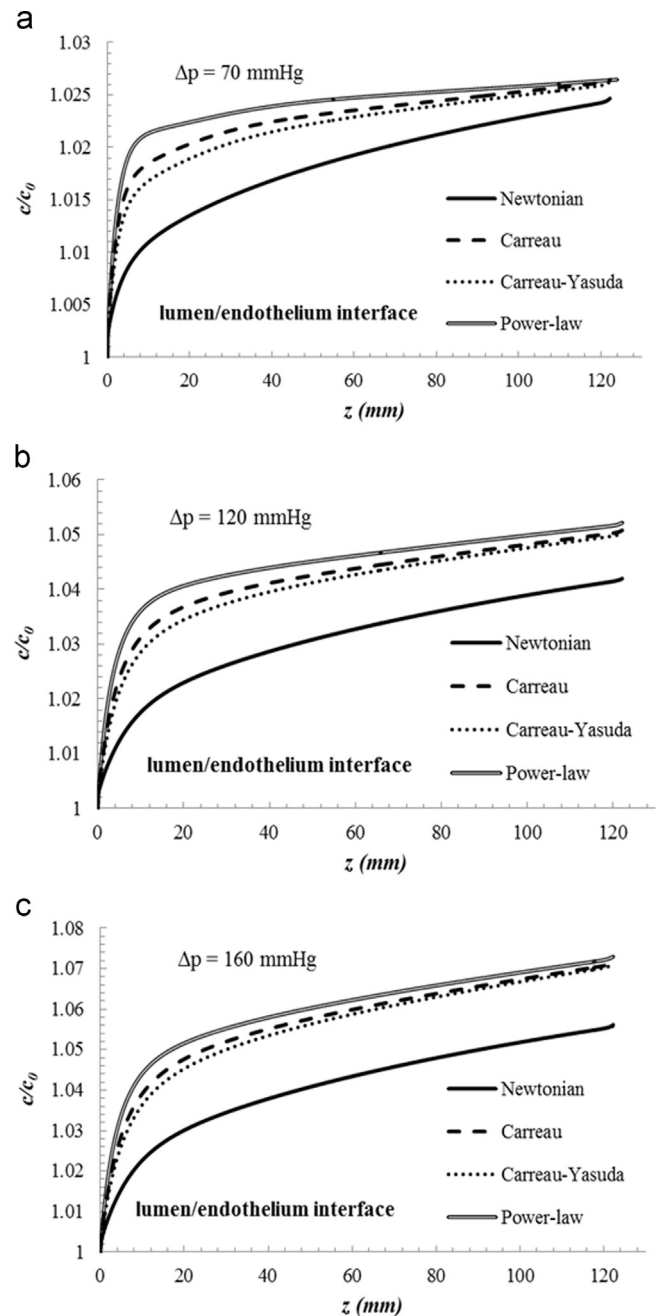 a
1.03
Δp = 70 mmHg
1.025
1.02
c/c0
1.015
Newtonian
Carreau
1.01
Carreau-Yasuda
1.005
lumen/endothelium interface
Power-law
1
0 20 40 60 80 100 120
z (mm)
b
1.06
Δp = 120 mmHg
1.05
1.04
c/c0
1.03
Newtonian
1.02
Carreau
Carreau-Yasuda
1.01
lumen/endothelium interface
Power-law
1
0 20 40 60 80 100 120
z (mm)
c
1.08
Δp = 160 mmHg
1.07
1.06
1.05
c/c0
1.04
Newtonian
1.03
Carreau
1.02
Carreau-Yasuda
1.01
lumen/endothelium interface
Power-law
1
0 20 40 60 80 100 120
z (mm)